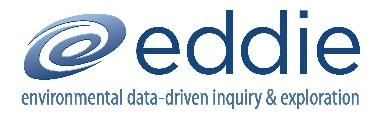 eddie
environmental data-driven inquiry & exploration